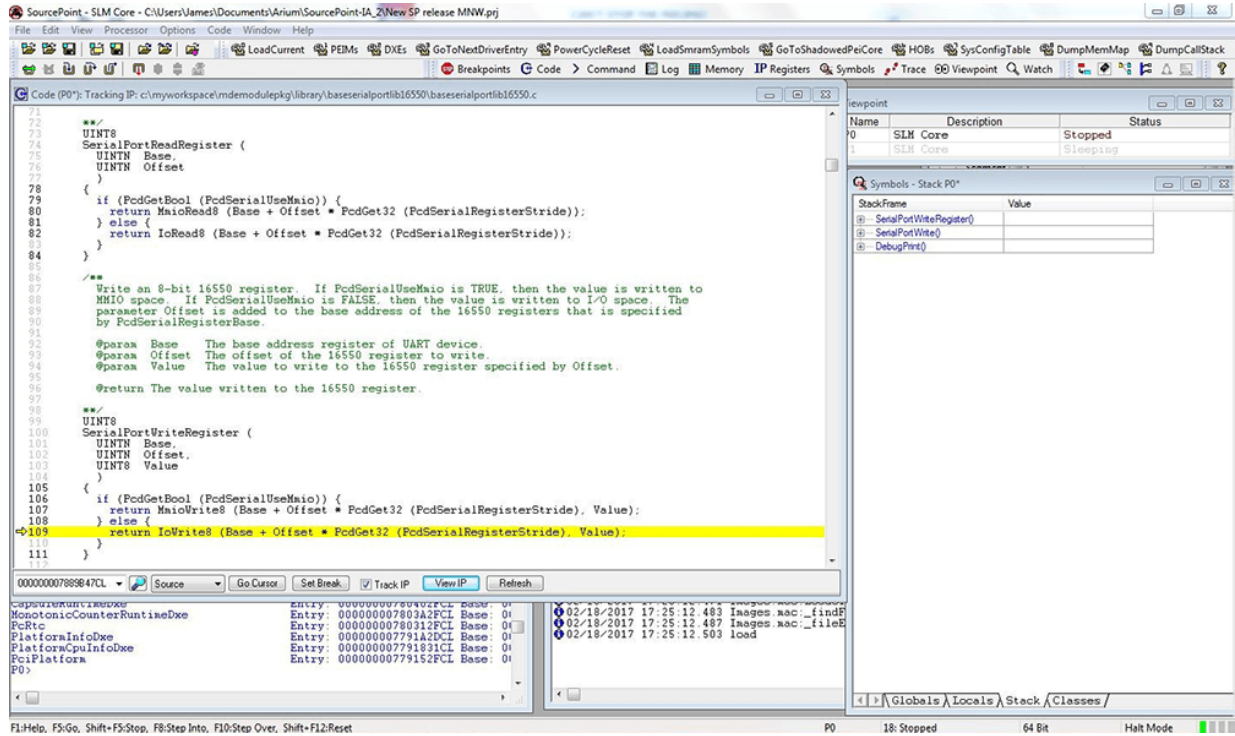 SourcePoint - SLM Core - C:\Users\James\Documents\Arium\SourcePoint-IA_2\New SP release MNW.prj
File Edit View Processor Options Code Window Help
LoadCurrent PEIMs DXEs GoToNextDriverEntry PowerCycleReset LoadSmramSymbols GoToShadowedPeiCore HOBs SysConfigTable DumpMemMap DumpCallStack
Breakpoints Code Command Log Memory IP Registers Symbols Trace Viewpoint Watch
Code (P0*): Tracking IP: c:\myworkspace\mdemodulepkg\library\baseserialportlib16550\baseserialportlib16550.c
71
72 **/
73 UINT8
74 SerialPortReadRegister (
75 UINTN Base,
76 UINTN Offset
77 )
78 {
79 if (PcdGetBool (PcdSerialUseMmio)) {
80 return MmioRead8 (Base + Offset * PcdGet32 (PcdSerialRegisterStride));
81 } else {
82 return IoRead8 (Base + Offset * PcdGet32 (PcdSerialRegisterStride));
83 }
84 }
85
86 /**
87 Write an 8-bit 16550 register. If PcdSerialUseMmio is TRUE, then the value is written to
88 MMIO space. If PcdSerialUseMmio is FALSE, then the value is written to I/O space. The
89 parameter Offset is added to the base address of the 16550 registers that is specified
90 by PcdSerialRegisterBase.
91
92 @param Base The base address register of UART device.
93 @param Offset The offset of the 16550 register to write.
94 @param Value The value to write to the 16550 register specified by Offset.
95
96 @return The value written to the 16550 register.
97
98 **/
99 UINT8
100 SerialPortWriteRegister (
101 UINTN Base,
102 UINTN Offset,
103 UINT8 Value
104 )
105 {
106 if (PcdGetBool (PcdSerialUseMmio)) {
107 return MmioWrite8 (Base + Offset * PcdGet32 (PcdSerialRegisterStride), Value);
108 } else {
109 return IoWrite8 (Base + Offset * PcdGet32 (PcdSerialRegisterStride), Value);
110 }
111 }
112
000000007889B47CL Source Go Cursor Set Break Track IP View IP Refresh
iewpoint
Name Description Status
P0 SLM Core Stopped
1 SLM Core Sleeping
Symbols - Stack P0*
StackFrame Value
SerialPortWriteRegister()
SerialPortWrite()
DebugPrint()
Globals Locals Stack Classes
CapsuleRuntimeDxe Entry: 00000000780402FCL Base: 0
MonotonicCounterRuntimeDxe Entry: 000000007803A2FCL Base: 0
PcRtc Entry: 00000000780312FCL Base: 0
PlatformInfoDxe Entry: 000000007791A2DCL Base: 0
PlatformCpuInfoDxe Entry: 00000000779183​1CL Base: 0
PciPlatform Entry: 00000000779152FCL Base: 0
P0>
02/18/2017 17:25:12.487 Images.mac:_findF
02/18/2017 17:25:12.487 Images.mac:_fileE
02/18/2017 17:25:12.503 load
F1:Help, F5:Go, Shift+F5:Stop, F8:Step Into, F10:Step Over, Shift+F12:Reset P0 18: Stopped 64 Bit Halt Mode